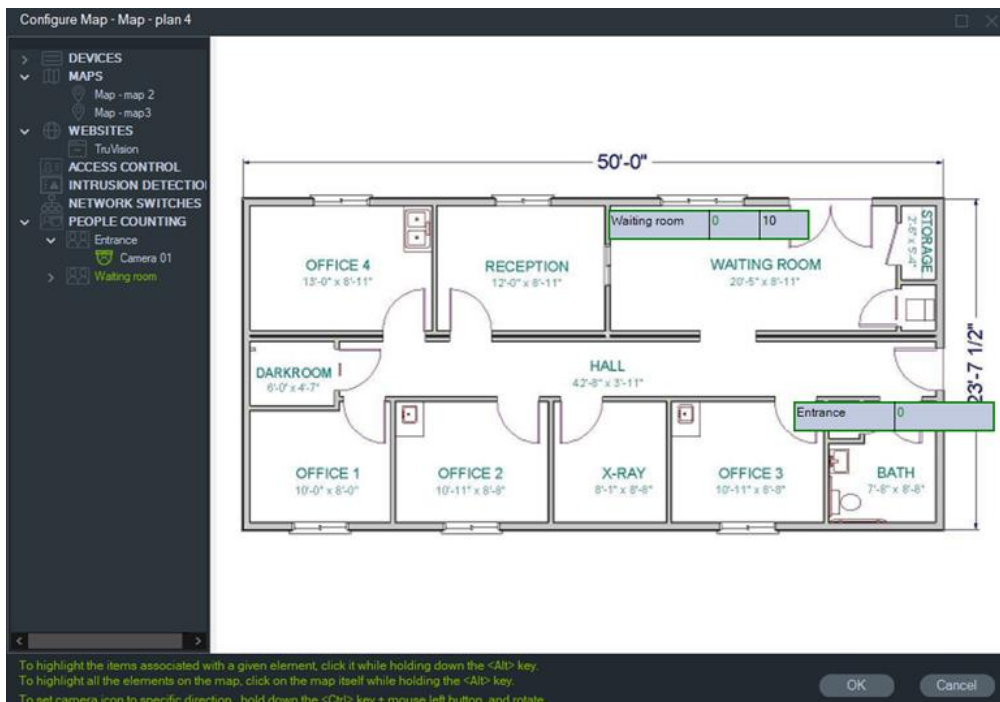 Configure Map - Map - plan 4
DEVICES
MAPS
Map - map 2
Map - map3
WEBSITES
TruVision
ACCESS CONTROL
INTRUSION DETECTIO
NETWORK SWITCHES
PEOPLE COUNTING
Entrance
Camera 01
Waiting room
50'-0"
Waiting room 0 10
STORAGE
2'-6" x 5'-4"
OFFICE 4
13'-0" x 8'-11"
RECEPTION
12'-0" x 8'-11"
WAITING ROOM
20'-5" x 8'-11"
23'-7 1/2"
DARKROOM
6'-0" x 4'-7"
HALL
42'-8" x 3'-11"
Entrance 0
OFFICE 1
10'-0" x 8'-0"
OFFICE 2
10'-11" x 8'-8"
X-RAY
8'-1" x 8'-8"
OFFICE 3
10'-11" x 8'-8"
BATH
7'-8" x 8'-8"
To highlight the items associated with a given element, click it while holding down the <Alt> key.
To highlight all the elements on the map, click on the map itself while holding the <Alt> key.
To set camera icon to specific direction, hold down the <Ctrl> key + mouse left button, and rotate
OK
Cancel